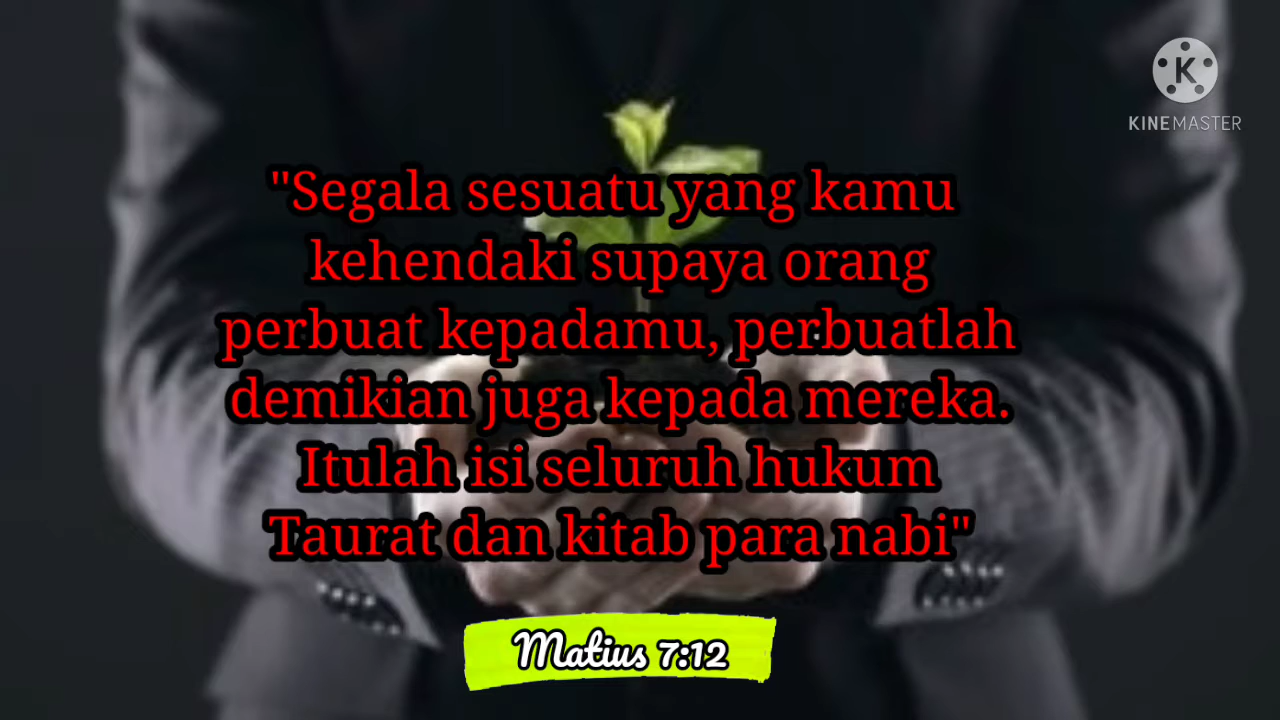 KINEMASTER
"Segala sesuatu yang kamu
kehendaki supaya orang
perbuat kepadamu, perbuatlah
demikian juga kepada mereka.
Itulah isi seluruh hukum
Taurat dan kitab para nabi"
Matius 7:12